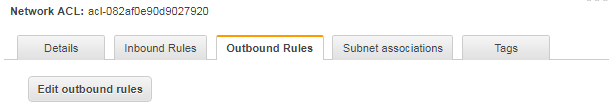 Network ACL: acl-082af0e90d9027920
Details Inbound Rules Outbound Rules Subnet associations Tags
Edit outbound rules